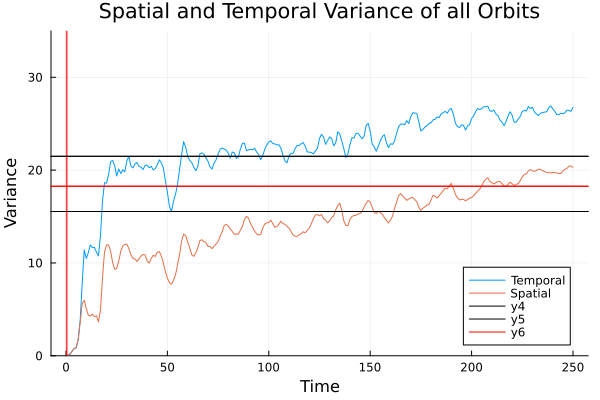 Spatial and Temporal Variance of all Orbits
Variance
30
20
10
0
0 50 100 150 200 250
Time
Temporal
Spatial
y4
y5
y6